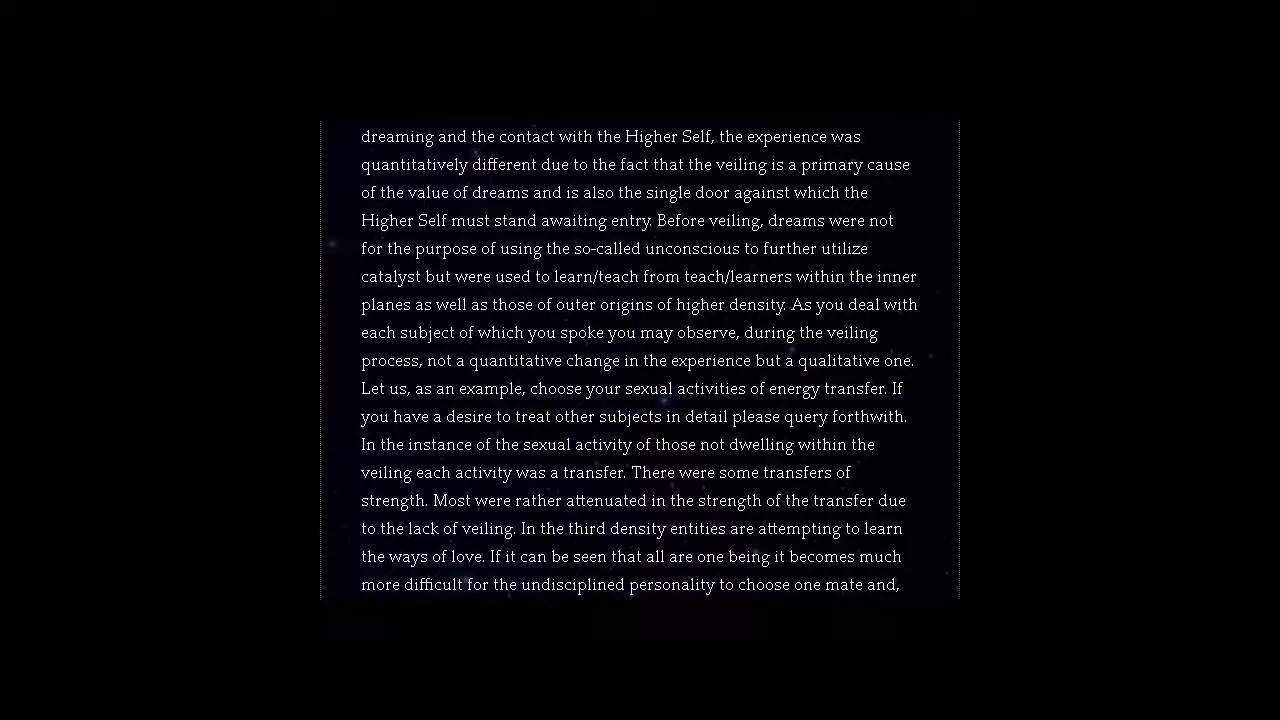 dreaming and the contact with the Higher Self, the experience was
quantitatively different due to the fact that the veiling is a primary cause
of the value of dreams and is also the single door against which the
Higher Self must stand awaiting entry. Before veiling, dreams were not
for the purpose of using the so-called unconscious to further utilize
catalyst but were used to learn/teach from teach/learners within the inner
planes as well as those of outer origins of higher density. As you deal with
each subject of which you spoke you may observe, during the veiling
process, not a quantitative change in the experience but a qualitative one.
Let us, as an example, choose your sexual activities of energy transfer. If
you have a desire to treat other subjects in detail please query forthwith.
In the instance of the sexual activity of those not dwelling within the
veiling each activity was a transfer. There were some transfers of
strength. Most were rather attenuated in the strength of the transfer due
to the lack of veiling. In the third density entities are attempting to learn
the ways of love. If it can be seen that all are one being it becomes much
more difficult for the undisciplined personality to choose one mate and,